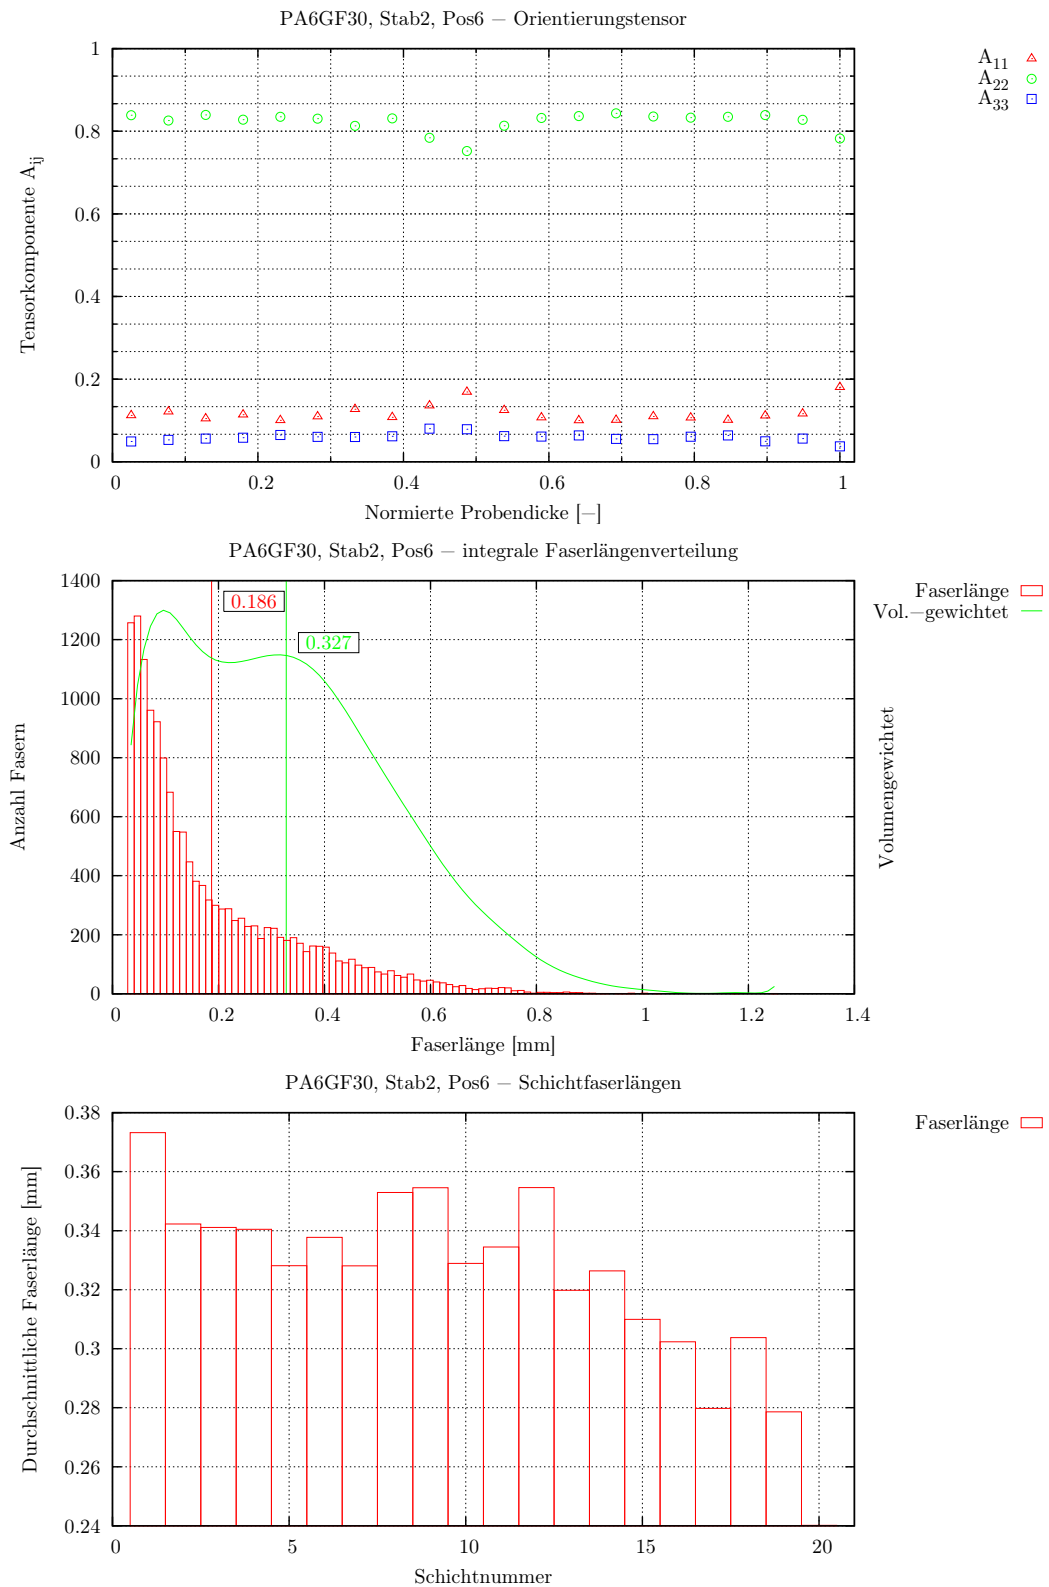 PA6GF30, Stab2, Pos6 – Orientierungstensor
A11
A22
A33
Tensorkomponente Aij
1
0.8
0.6
0.4
0.2
0
0 0.2 0.4 0.6 0.8 1
Normierte Probendicke [–]
PA6GF30, Stab2, Pos6 – integrale Faserlängenverteilung
Faserlänge
Vol.–gewichtet
0.186
0.327
Anzahl Fasern
Volumengewichtet
1400
1200
1000
800
600
400
200
0
0 0.2 0.4 0.6 0.8 1 1.2 1.4
Faserlänge [mm]
PA6GF30, Stab2, Pos6 – Schichtfaserlängen
Faserlänge
Durchschnittliche Faserlänge [mm]
0.38
0.36
0.34
0.32
0.3
0.28
0.26
0.24
0 5 10 15 20
Schichtnummer